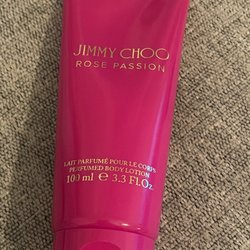 JIMMY CHOO
ROSE PASSION
LAIT PARFUMÉ POUR LE CORPS
PERFUMED BODY LOTION
100 ml ℮ 3.3 Fl.Oz.